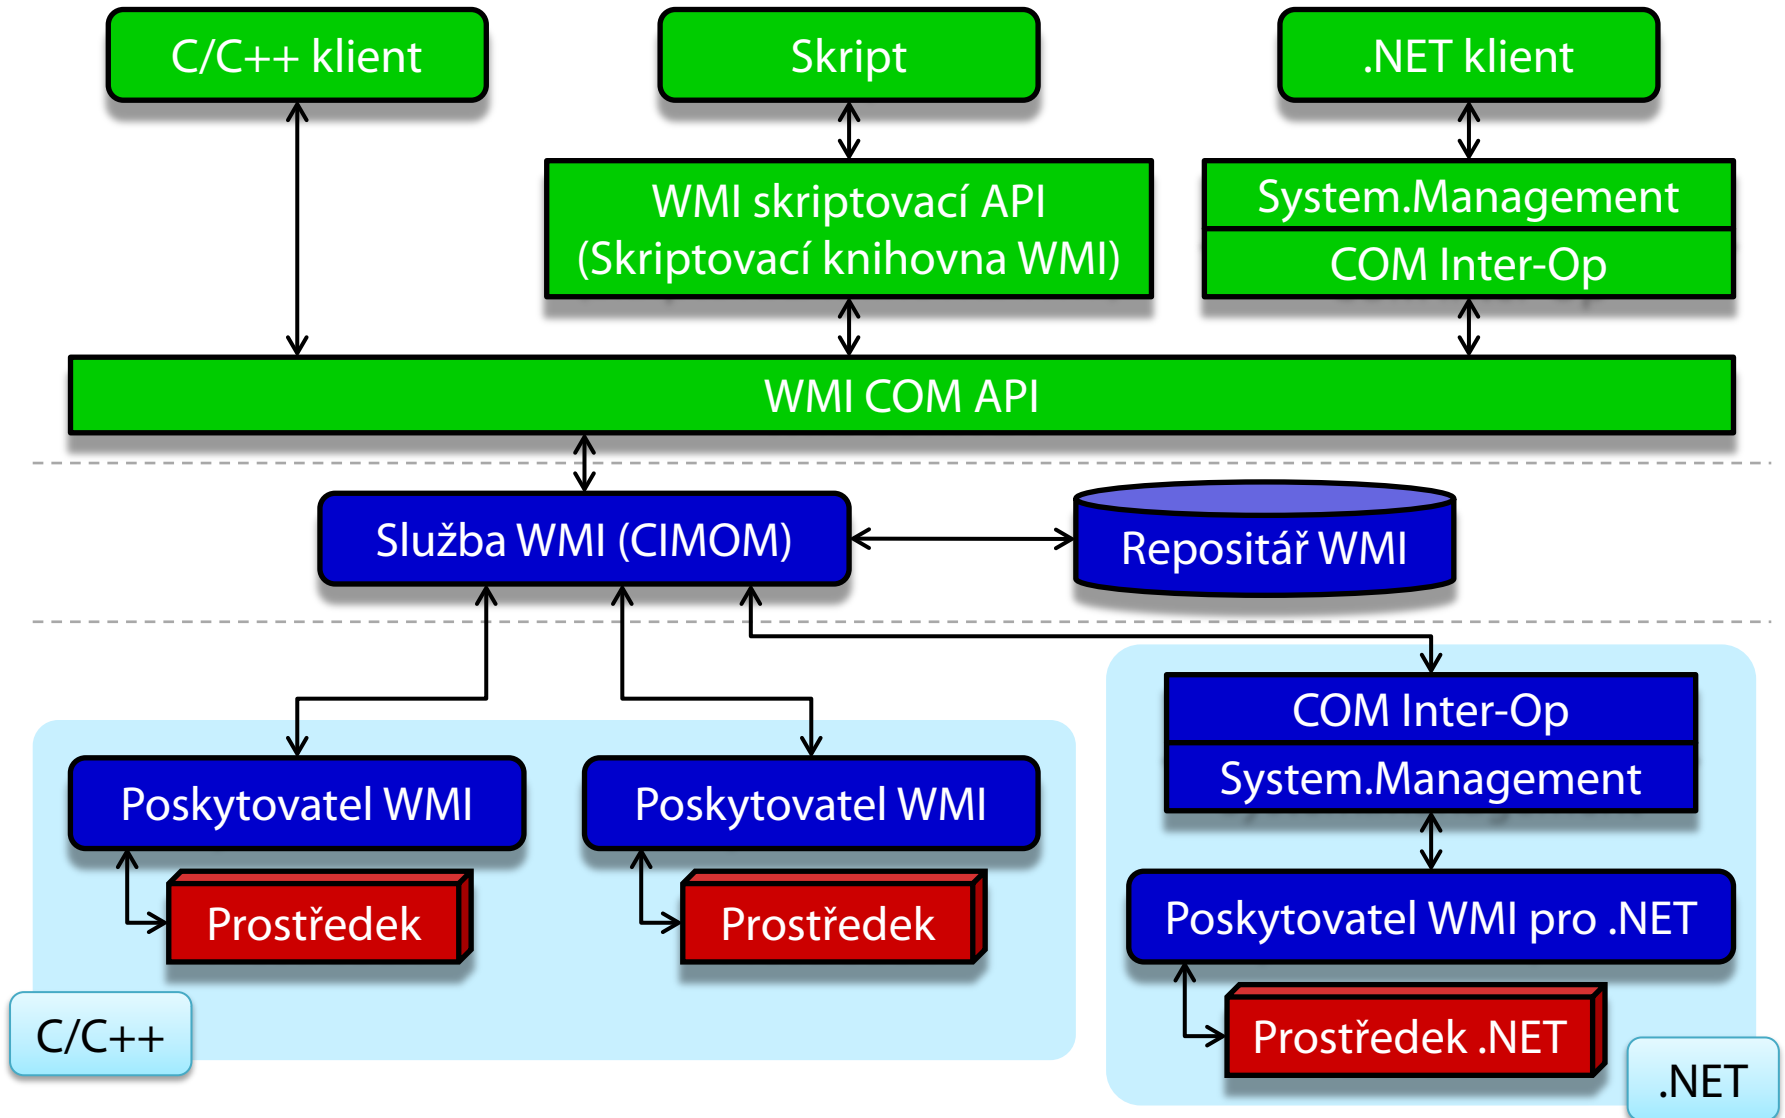 C/C++ klient
Skript
.NET klient
WMI skriptovací API
(Skriptovací knihovna WMI)
System.Management
COM Inter-Op
WMI COM API
Služba WMI (CIMOM)
Repositář WMI
Poskytovatel WMI
Prostředek
Poskytovatel WMI
Prostředek
C/C++
COM Inter-Op
System.Management
Poskytovatel WMI pro .NET
Prostředek .NET
.NET